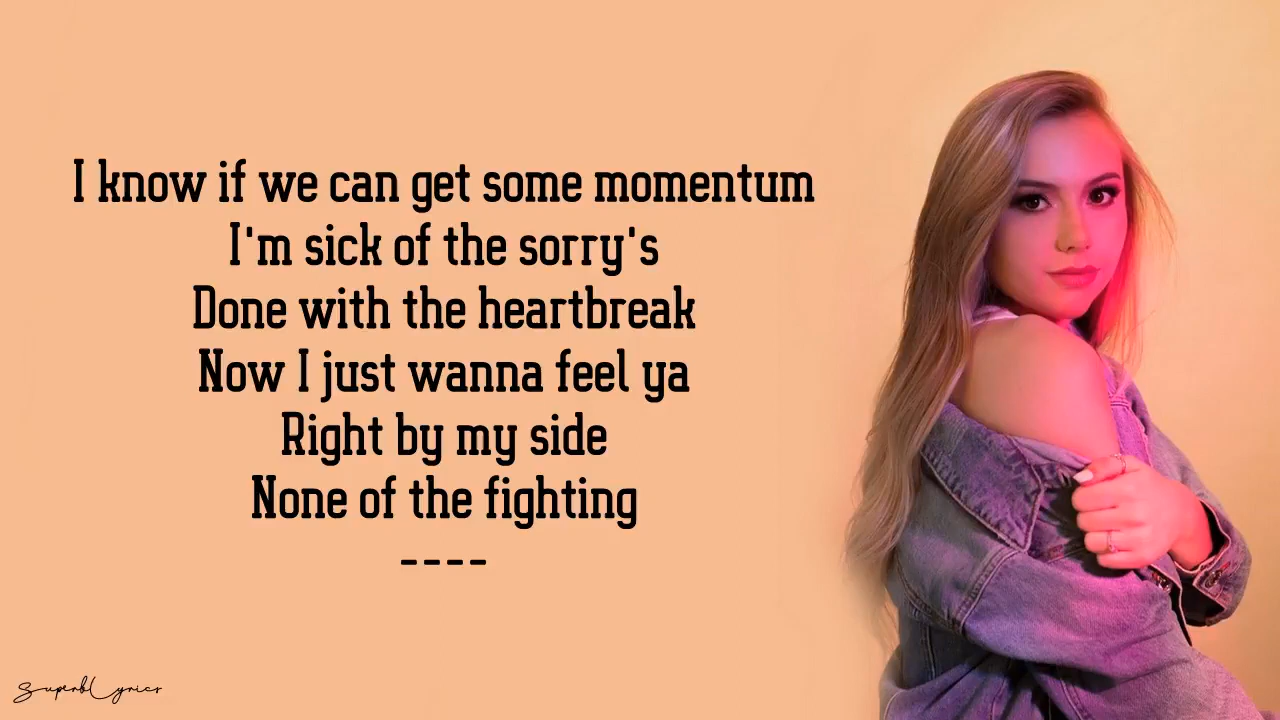 I know if we can get some momentum
I'm sick of the sorry's
Done with the heartbreak
Now I just wanna feel ya
Right by my side
None of the fighting
----
SuperbLyrics